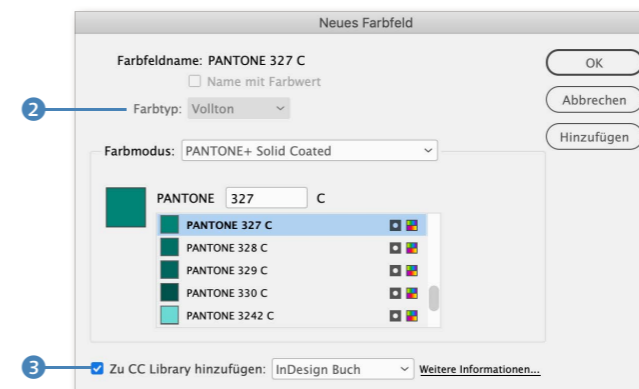 Neues Farbfeld
Farbfeldname: PANTONE 327 C
OK
Name mit Farbwert
2 Farbtyp: Vollton
Abbrechen
Hinzufügen
Farbmodus: PANTONE+ Solid Coated
PANTONE 327 C
PANTONE 327 C
PANTONE 328 C
PANTONE 329 C
PANTONE 330 C
PANTONE 3242 C
3 Zu CC Library hinzufügen: InDesign Buch Weitere Informationen...